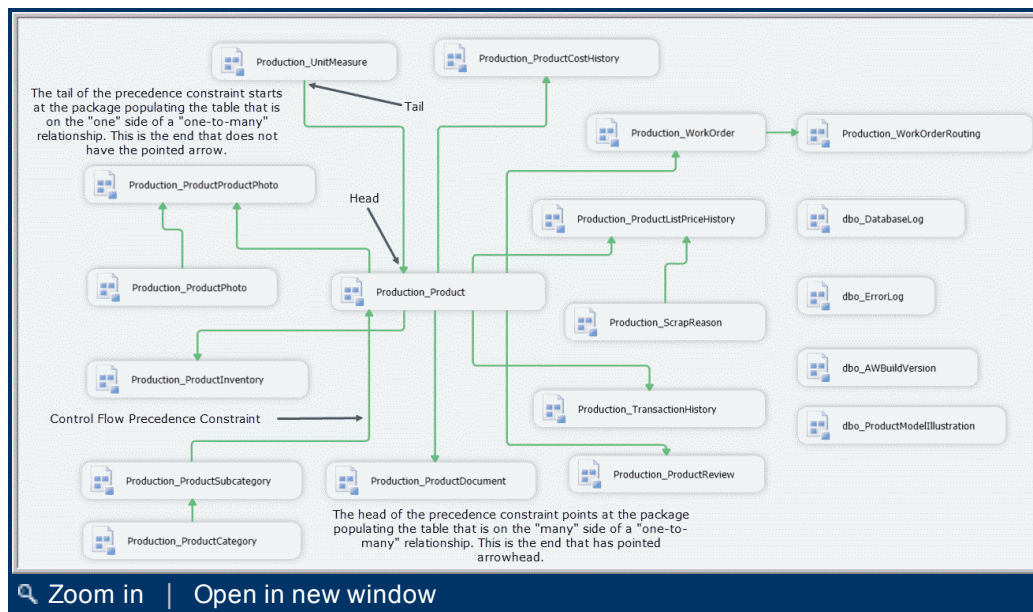 Production_UnitMeasure
Production_ProductCostHistory
The tail of the precedence constraint starts
at the package populating the table that is
on the "one" side of a "one-to-many"
relationship. This is the end that does not
have the pointed arrow.
Tail
Production_WorkOrder
Production_WorkOrderRouting
Production_ProductProductPhoto
Head
Production_ProductListPriceHistory
dbo_DatabaseLog
Production_ProductPhoto
Production_Product
dbo_ErrorLog
Production_ScrapReason
Production_ProductInventory
dbo_AWBuildVersion
Control Flow Precedence Constraint
Production_TransactionHistory
dbo_ProductModelIllustration
Production_ProductSubcategory
Production_ProductDocument
Production_ProductReview
The head of the precedence constraint points at the package
populating the table that is on the "many" side of a "one-to-
many" relationship. This is the end that has pointed
arrowhead.
Production_ProductCategory
Zoom in | Open in new window